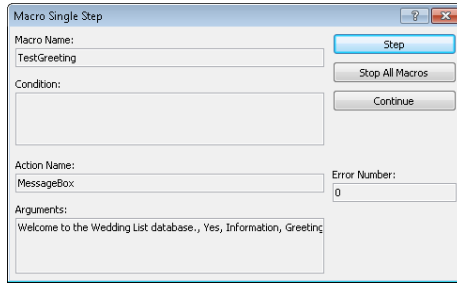 Macro Single Step
Macro Name:
TestGreeting
Condition:
Action Name:
MessageBox
Arguments:
Welcome to the Wedding List database., Yes, Information, Greeting
Step
Stop All Macros
Continue
Error Number:
0